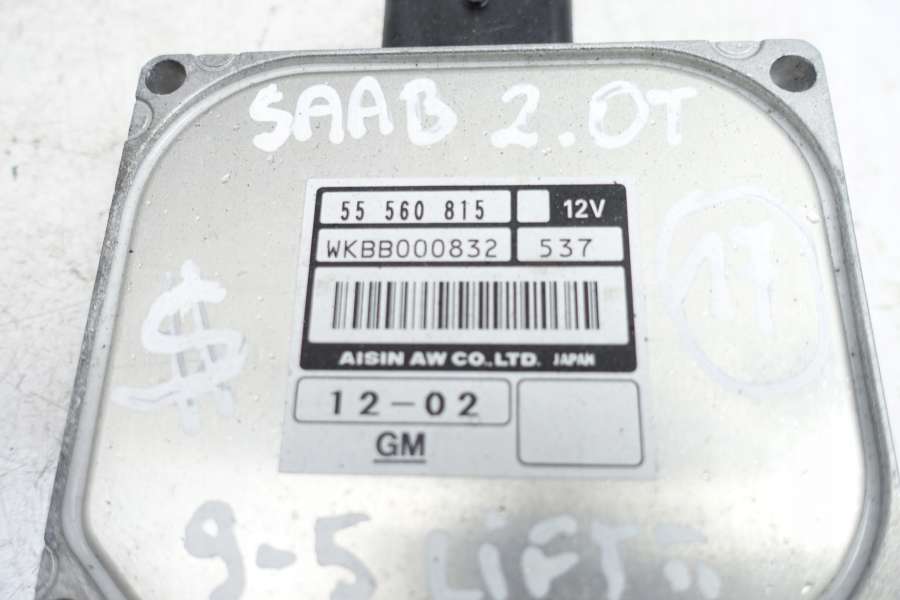 SAAB 2.0T
55 560 815 12V
WKBB000832 537
AISIN AW CO.,LTD. JAPAN
12-02
GM
$
9-5 LiFT